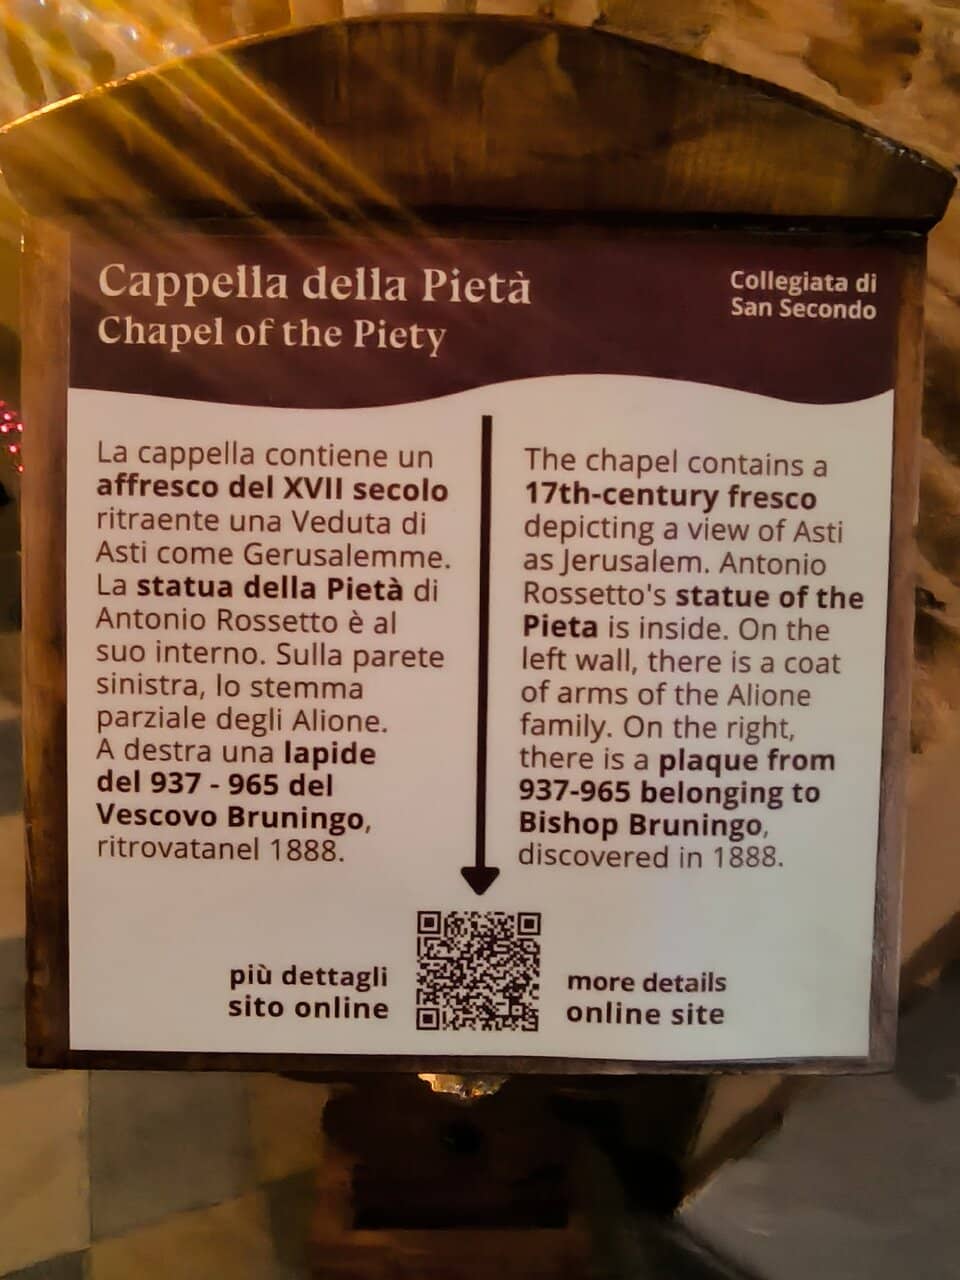 Cappella della Pietà
Chapel of the Piety
Collegiata di
San Secondo
La cappella contiene un
affresco del XVII secolo
ritraente una Veduta di
Asti come Gerusalemme.
La statua della Pietà di
Antonio Rossetto è al
suo interno. Sulla parete
sinistra, lo stemma
parziale degli Alione.
A destra una lapide
del 937 - 965 del
Vescovo Bruningo,
ritrovatanel 1888.
The chapel contains a
17th-century fresco
depicting a view of Asti
as Jerusalem. Antonio
Rossetto's statue of the
Pieta is inside. On the
left wall, there is a coat
of arms of the Alione
family. On the right,
there is a plaque from
937-965 belonging to
Bishop Bruningo,
discovered in 1888.
più dettagli
sito online
more details
online site